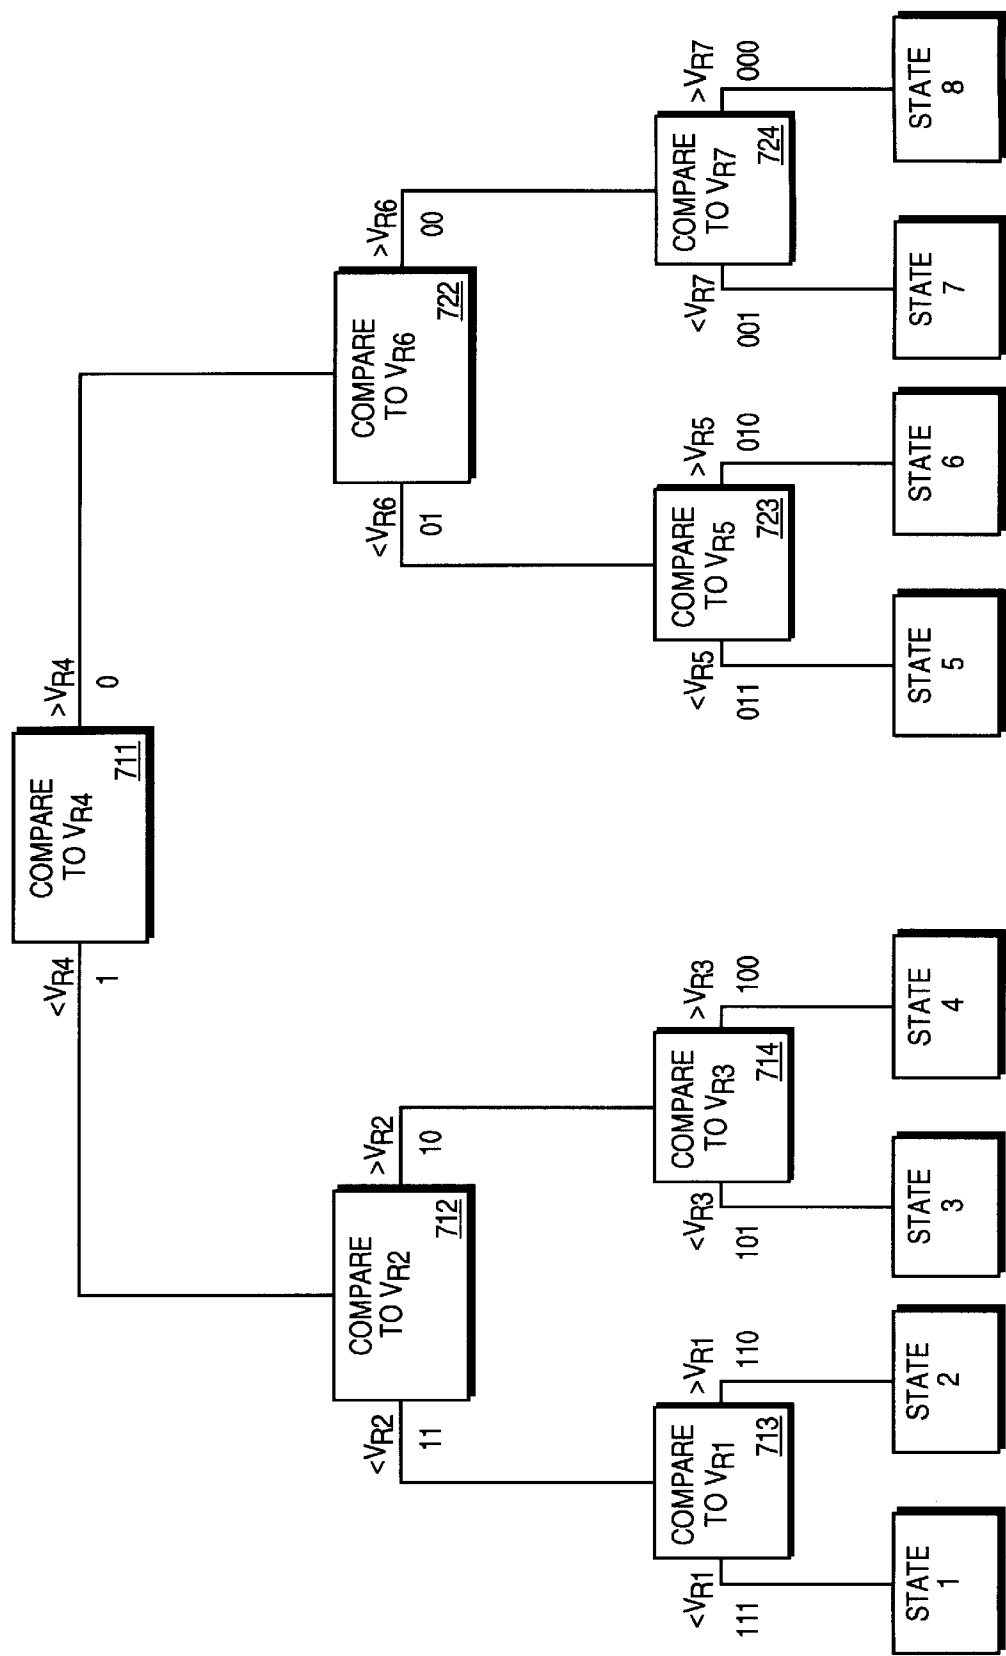 COMPARE
TO VR4
711
<VR4
1
>VR4
0
COMPARE
TO VR2
712
<VR2
11
>VR2
10
COMPARE
TO VR6
722
<VR6
01
>VR6
00
COMPARE
TO VR1
713
<VR1
111
>VR1
110
COMPARE
TO VR3
714
<VR3
101
>VR3
100
COMPARE
TO VR5
723
<VR5
011
>VR5
010
COMPARE
TO VR7
724
<VR7
001
>VR7
000
STATE
1
STATE
2
STATE
3
STATE
4
STATE
5
STATE
6
STATE
7
STATE
8